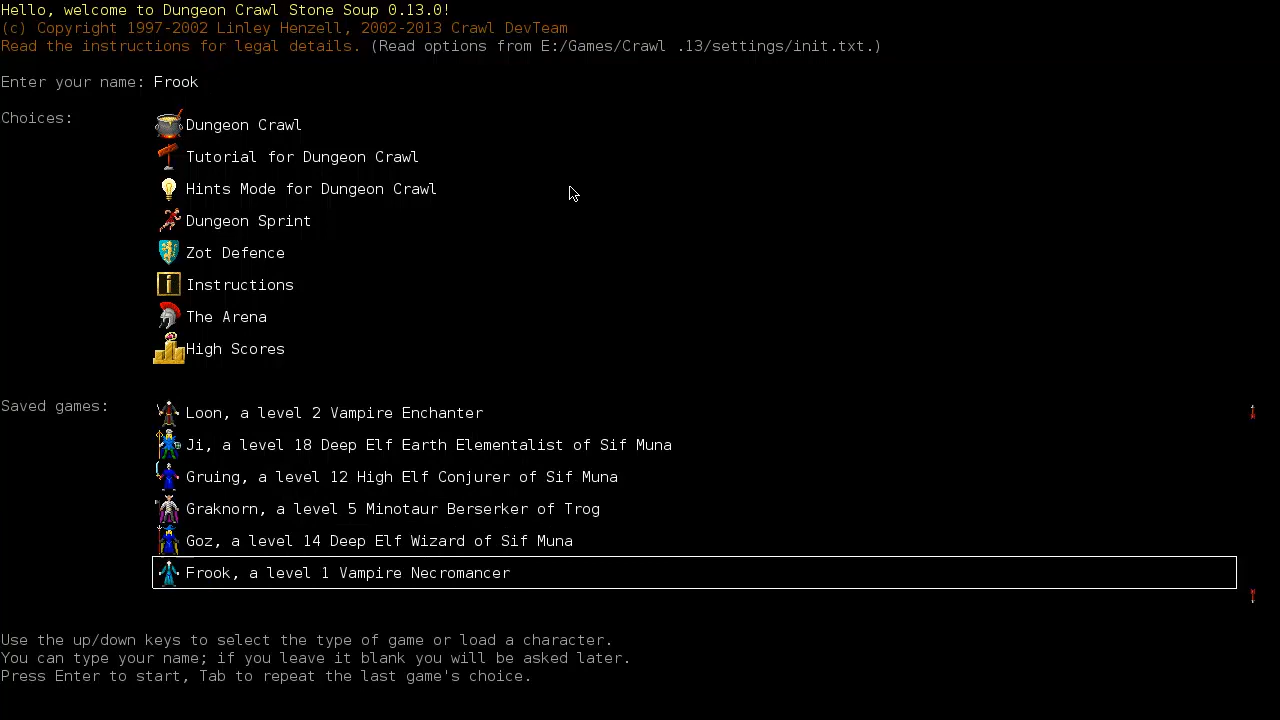 Hello, welcome to Dungeon Crawl Stone Soup 0.13.0!
(c) Copyright 1997-2002 Linley Henzell, 2002-2013 Crawl DevTeam
Read the instructions for legal details. (Read options from E:/Games/Crawl .13/settings/init.txt.)
Enter your name: Frook
Choices:
Dungeon Crawl
Tutorial for Dungeon Crawl
Hints Mode for Dungeon Crawl
Dungeon Sprint
Zot Defence
Instructions
The Arena
High Scores
Saved games:
Loon, a level 2 Vampire Enchanter
Ji, a level 18 Deep Elf Earth Elementalist of Sif Muna
Gruing, a level 12 High Elf Conjurer of Sif Muna
Graknorn, a level 5 Minotaur Berserker of Trog
Goz, a level 14 Deep Elf Wizard of Sif Muna
Frook, a level 1 Vampire Necromancer
Use the up/down keys to select the type of game or load a character.
You can type your name; if you leave it blank you will be asked later.
Press Enter to start, Tab to repeat the last game's choice.